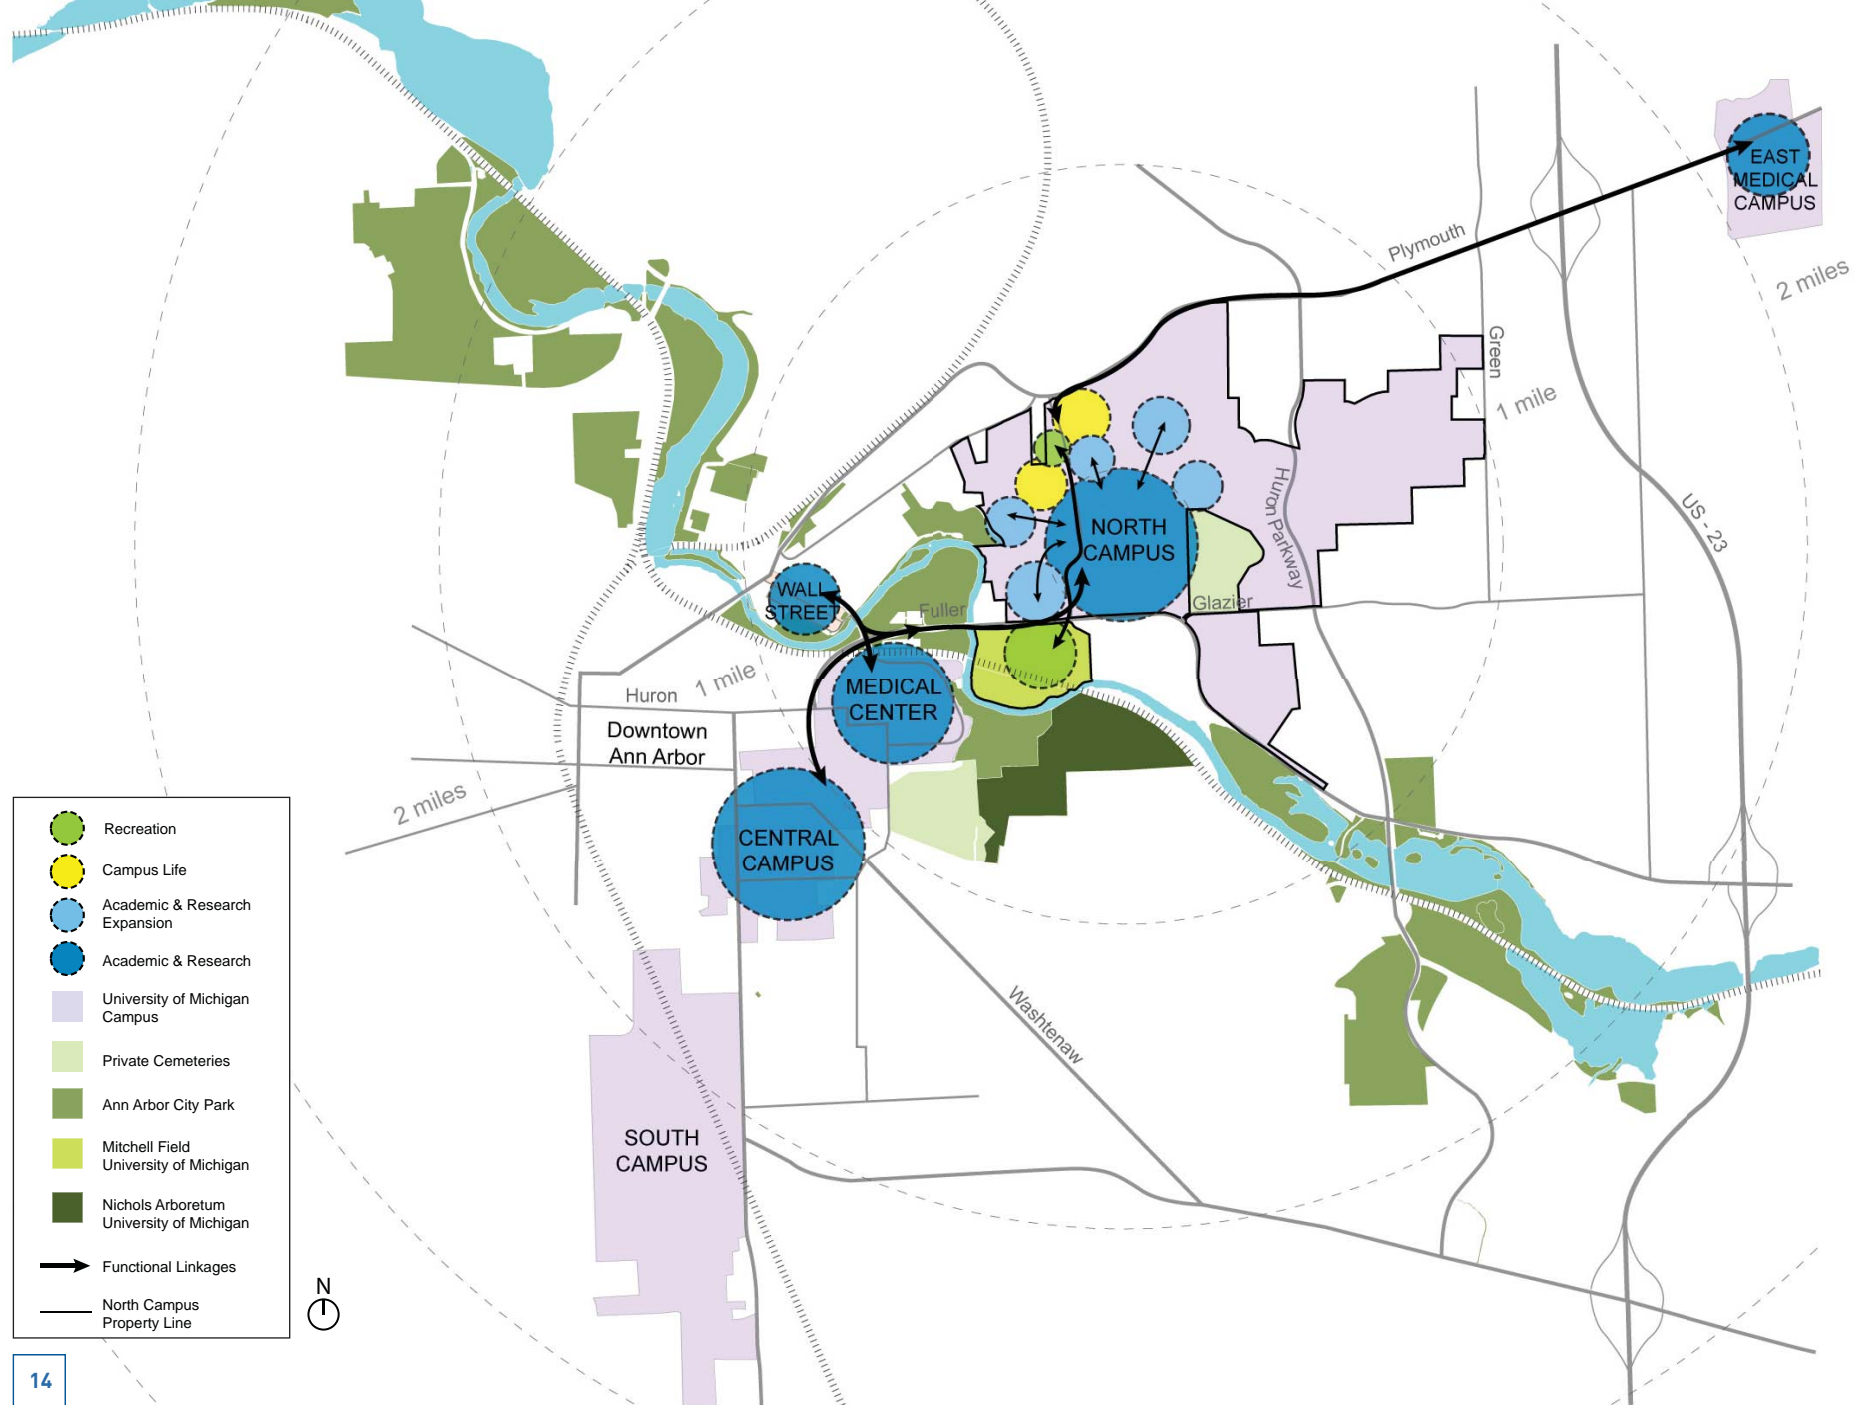 EAST
MEDICAL
CAMPUS
Plymouth
2 miles
Green
1 mile
Huron Parkway
US - 23
NORTH
CAMPUS
WALL
STREET
Fuller
Glazier
MEDICAL
CENTER
1 mile
Huron
Downtown
Ann Arbor
2 miles
CENTRAL
CAMPUS
Washtenaw
SOUTH
CAMPUS
Recreation
Campus Life
Academic & Research
Expansion
Academic & Research
University of Michigan
Campus
Private Cemeteries
Ann Arbor City Park
Mitchell Field
University of Michigan
Nichols Arboretum
University of Michigan
Functional Linkages
North Campus
Property Line
N
14